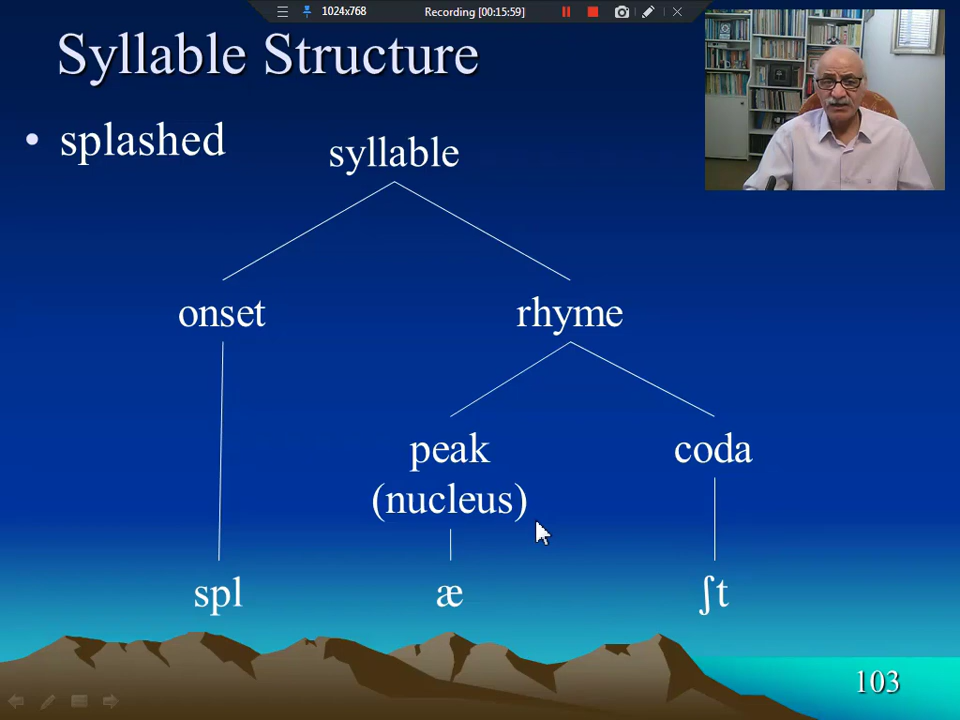 1024x768
Recording [00:15:59]
Syllable Structure
• splashed
syllable
onset
rhyme
peak
(nucleus)
coda
spl
æ
ʃt
103